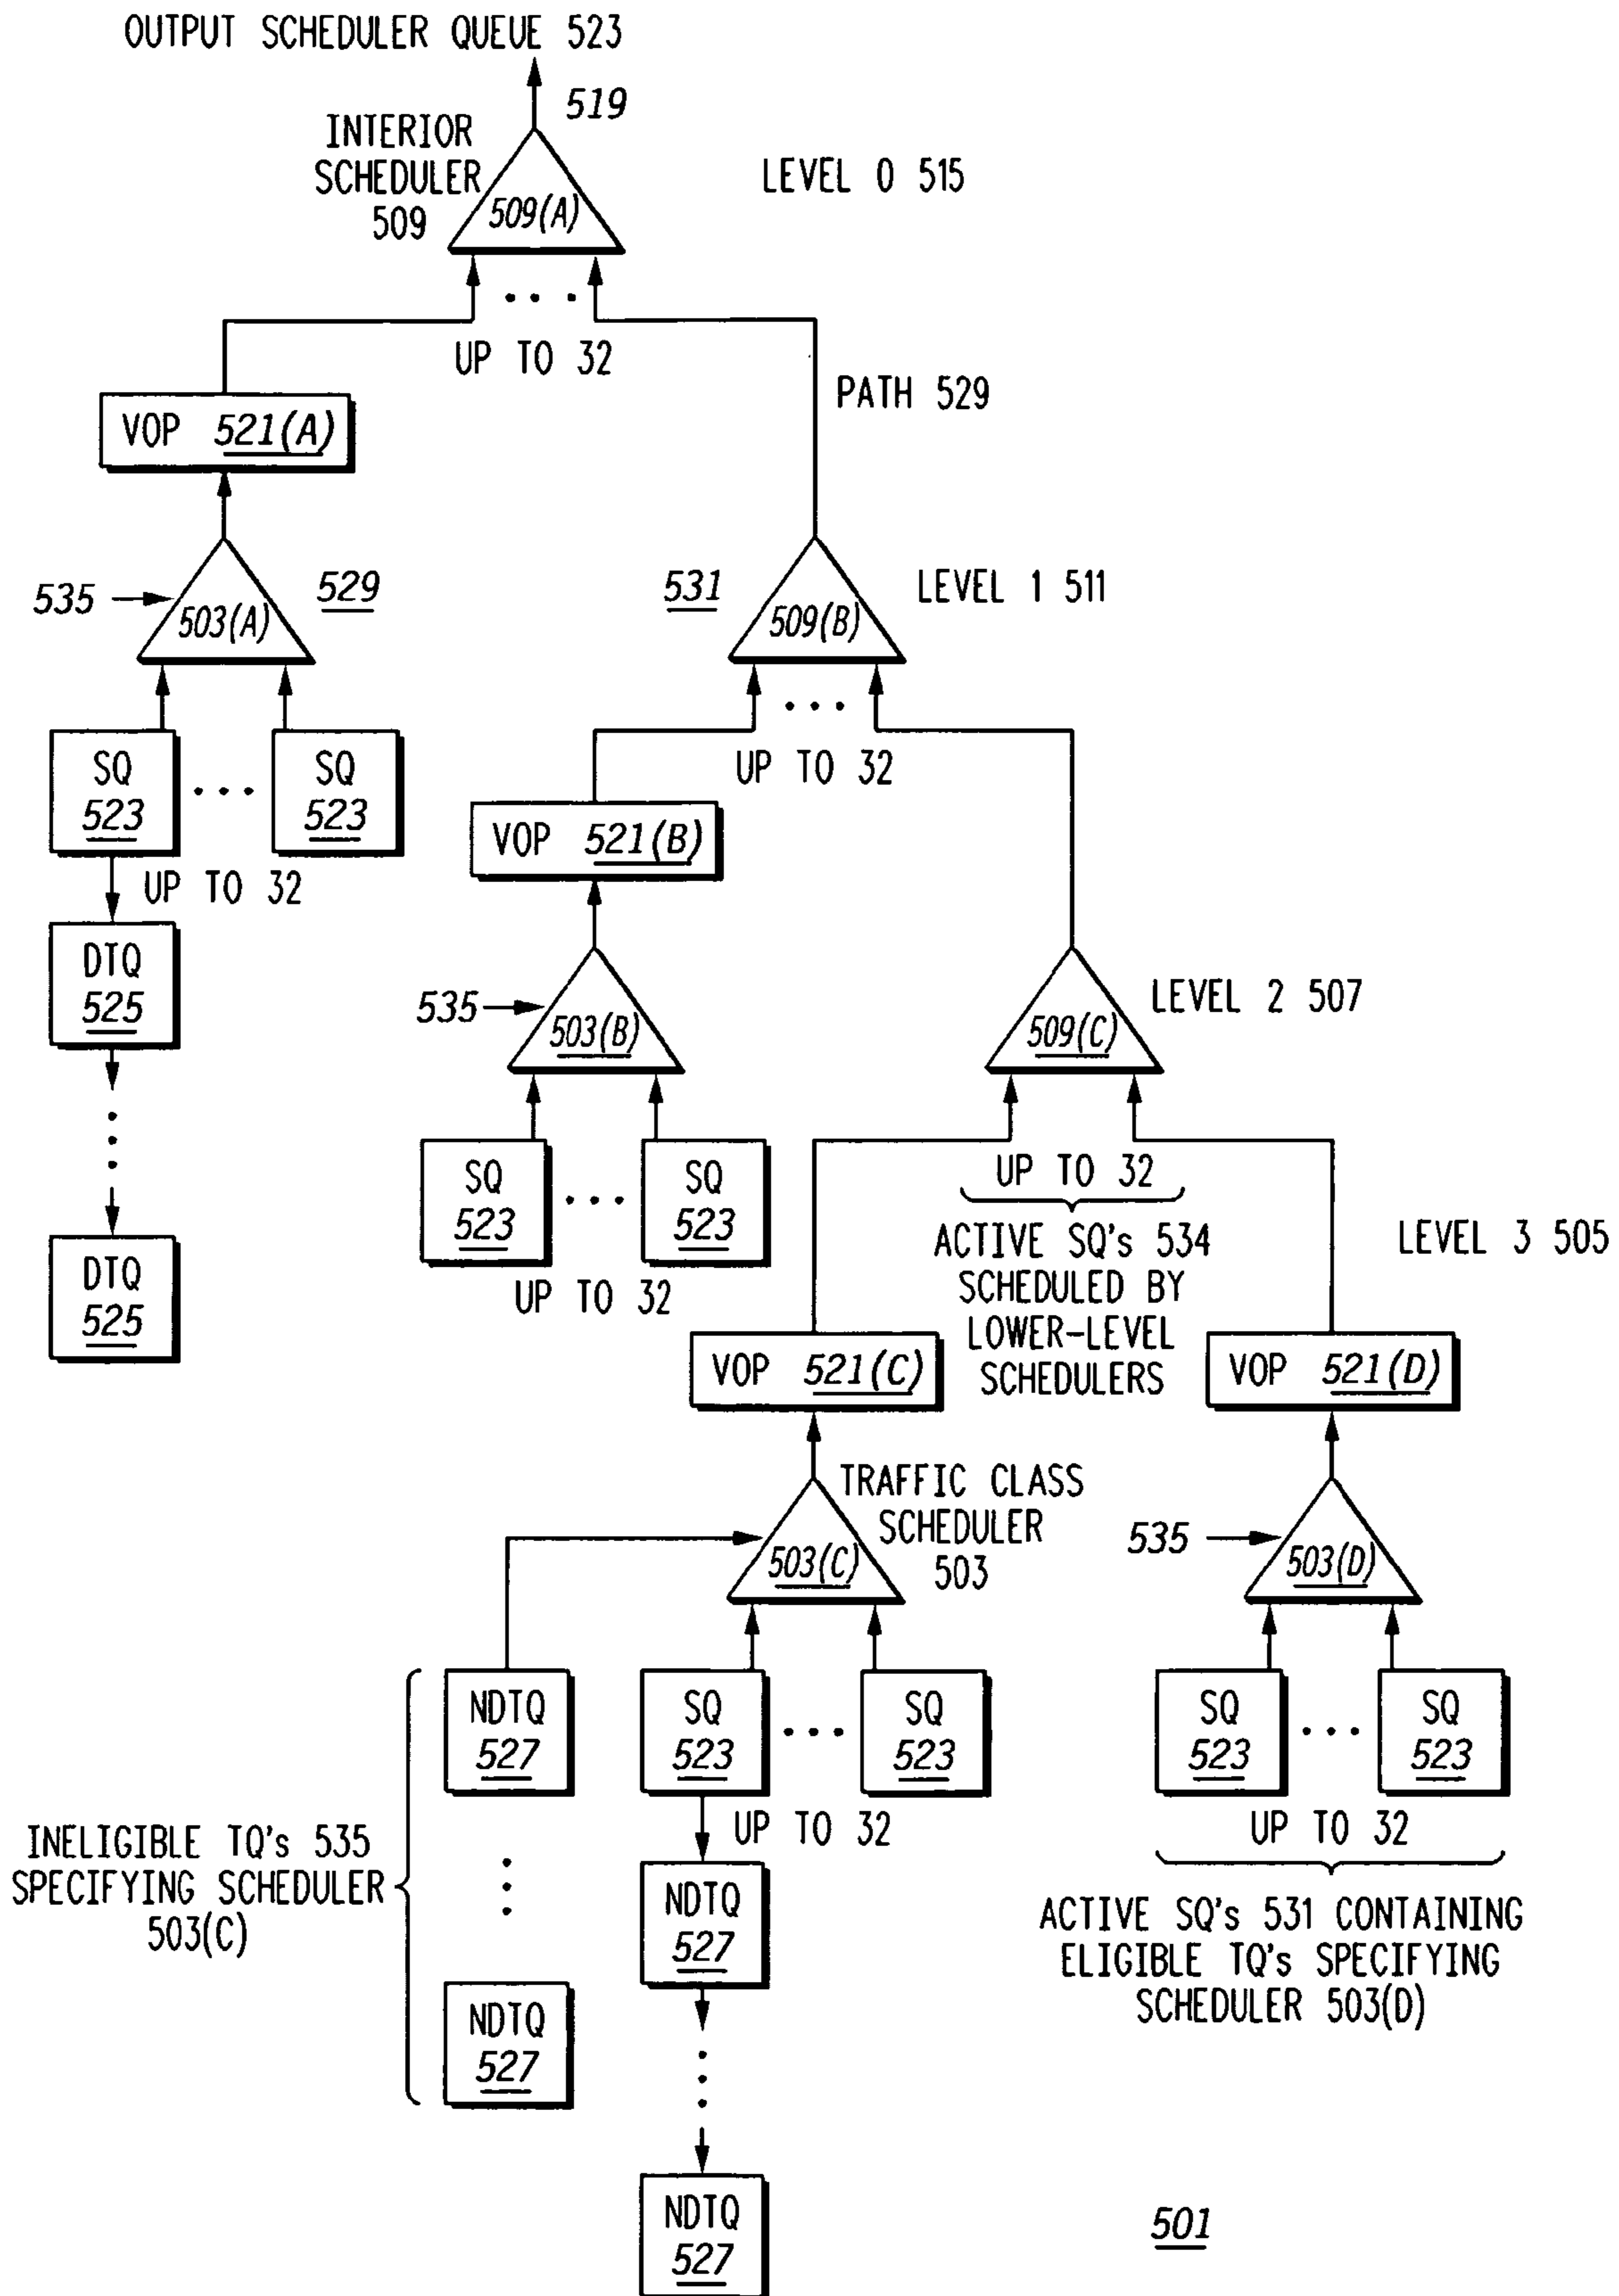 OUTPUT SCHEDULER QUEUE 523
519
INTERIOR
SCHEDULER
509
509(A)
LEVEL 0 515
UP TO 32
PATH 529
VOP 521(A)
535
503(A)
529
531
509(B)
LEVEL 1 511
SQ
523
SQ
523
UP TO 32
UP TO 32
VOP 521(B)
DTQ
525
535
503(B)
509(C)
LEVEL 2 507
SQ
523
SQ
523
UP TO 32
UP TO 32
ACTIVE SQ's 534
SCHEDULED BY
LOWER-LEVEL
SCHEDULERS
LEVEL 3 505
DTQ
525
VOP 521(C)
VOP 521(D)
TRAFFIC CLASS
SCHEDULER
503
503(C)
535
503(D)
NDTQ
527
SQ
523
SQ
523
SQ
523
SQ
523
UP TO 32
UP TO 32
INELIGIBLE TQ's 535
SPECIFYING SCHEDULER
503(C)
NDTQ
527
ACTIVE SQ's 531 CONTAINING
ELIGIBLE TQ's SPECIFYING
SCHEDULER 503(D)
NDTQ
527
NDTQ
527
501